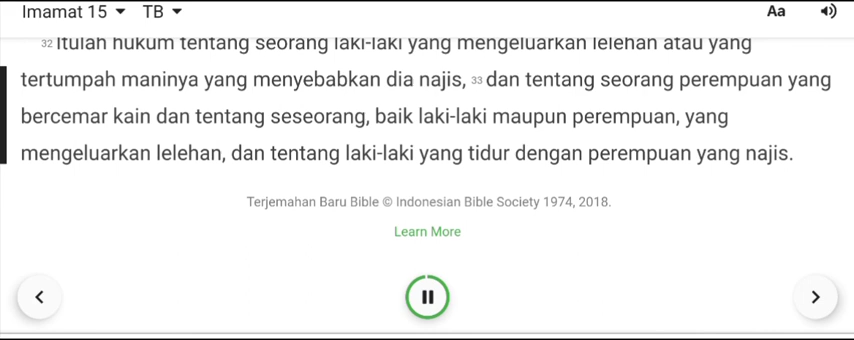 Imamat 15 TB Aa
32 Itulah hukum tentang seorang laki-laki yang mengeluarkan lelehan atau yang
tertumpah maninya yang menyebabkan dia najis, 33 dan tentang seorang perempuan yang
bercemar kain dan tentang seseorang, baik laki-laki maupun perempuan, yang
mengeluarkan lelehan, dan tentang laki-laki yang tidur dengan perempuan yang najis.
Terjemahan Baru Bible © Indonesian Bible Society 1974, 2018.
Learn More